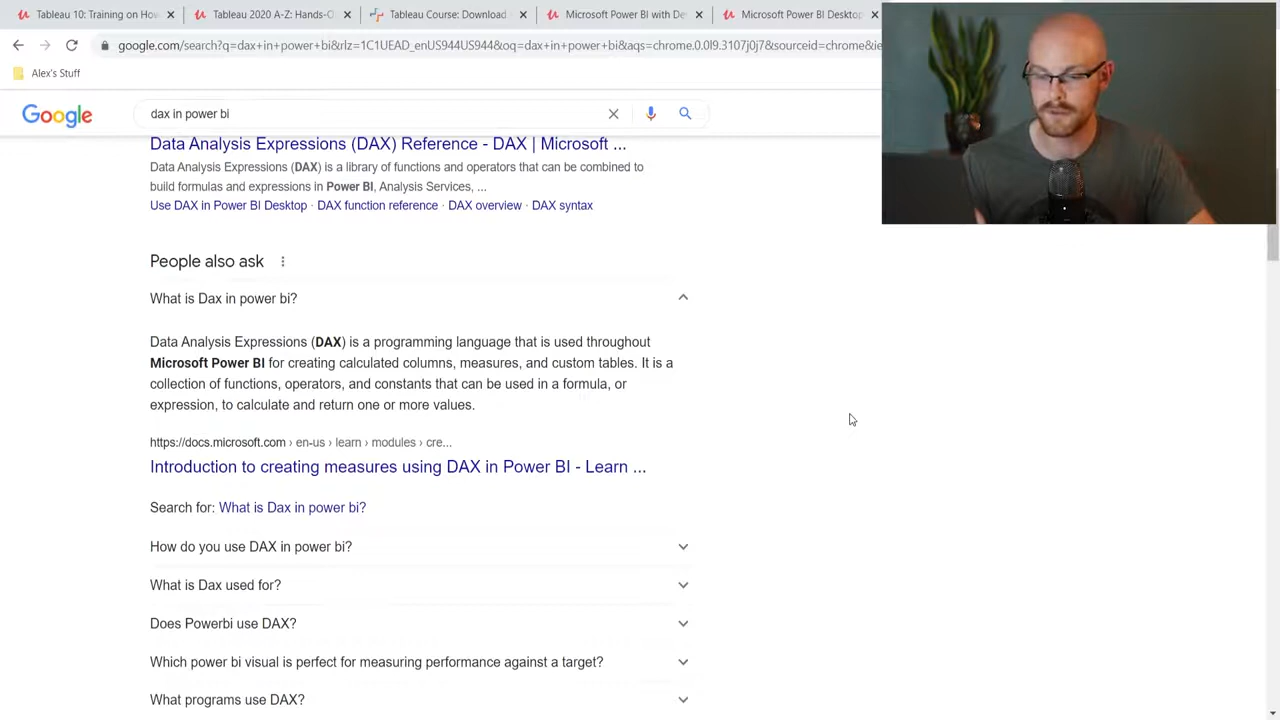 Tableau 10: Training on How
Tableau 2020 A-Z: Hands-O
Tableau Course: Download
Microsoft Power BI with De
Microsoft Power BI Desktop
google.com/search?q=dax+in+power+bi&rlz=1C1UEAD_enUS944US944&oq=dax+in+power+bi&aqs=chrome.0.0l9.3107j0j7&sourceid=chrome&ie
Alex's Stuff
Google
dax in power bi
Data Analysis Expressions (DAX) Reference - DAX | Microsoft ...
Data Analysis Expressions (DAX) is a library of functions and operators that can be combined to
build formulas and expressions in Power BI, Analysis Services, ...
Use DAX in Power BI Desktop · DAX function reference · DAX overview · DAX syntax
People also ask
What is Dax in power bi?
Data Analysis Expressions (DAX) is a programming language that is used throughout
Microsoft Power BI for creating calculated columns, measures, and custom tables. It is a
collection of functions, operators, and constants that can be used in a formula, or
expression, to calculate and return one or more values.
https://docs.microsoft.com › en-us › learn › modules › cre...
Introduction to creating measures using DAX in Power BI - Learn ...
Search for: What is Dax in power bi?
How do you use DAX in power bi?
What is Dax used for?
Does Powerbi use DAX?
Which power bi visual is perfect for measuring performance against a target?
What programs use DAX?